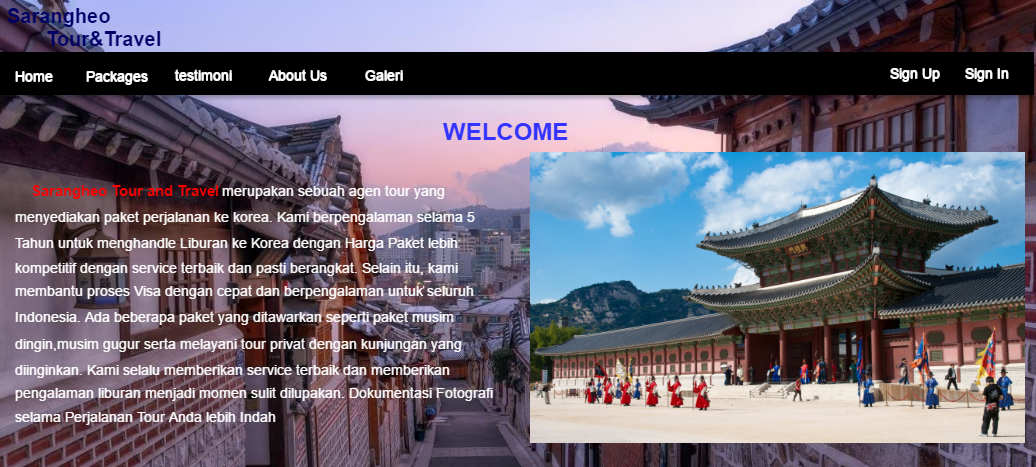 Sarangheo
Tour&Travel
Home Packages testimoni About Us Galeri Sign Up Sign In
WELCOME
Sarangheo Tour and Travel merupakan sebuah agen tour yang
menyediakan paket perjalanan ke korea. Kami berpengalaman selama 5
Tahun untuk menghandle Liburan ke Korea dengan Harga Paket lebih
kompetitif dengan service terbaik dan pasti berangkat. Selain itu, kami
membantu proses Visa dengan cepat dan berpengalaman untuk seluruh
Indonesia. Ada beberapa paket yang ditawarkan seperti paket musim
dingin,musim gugur serta melayani tour privat dengan kunjungan yang
diinginkan. Kami selalu memberikan service terbaik dan memberikan
pengalaman liburan menjadi momen sulit dilupakan. Dokumentasi Fotografi
selama Perjalanan Tour Anda lebih Indah